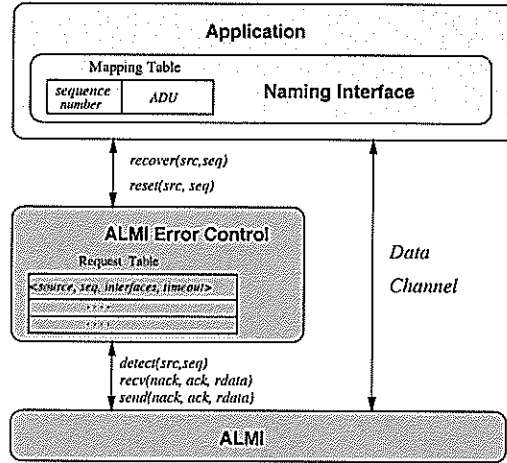 Application
Mapping Table
sequence number
ADU
Naming Interface
recover(src,seq)
reset(src, seq)
ALMI Error Control
Request Table
<source, seq, interfaces, timeout>
....
....
Data
Channel
detect(src,seq)
recv(nack, ack, rdata)
send(nack, ack, rdata)
ALMI